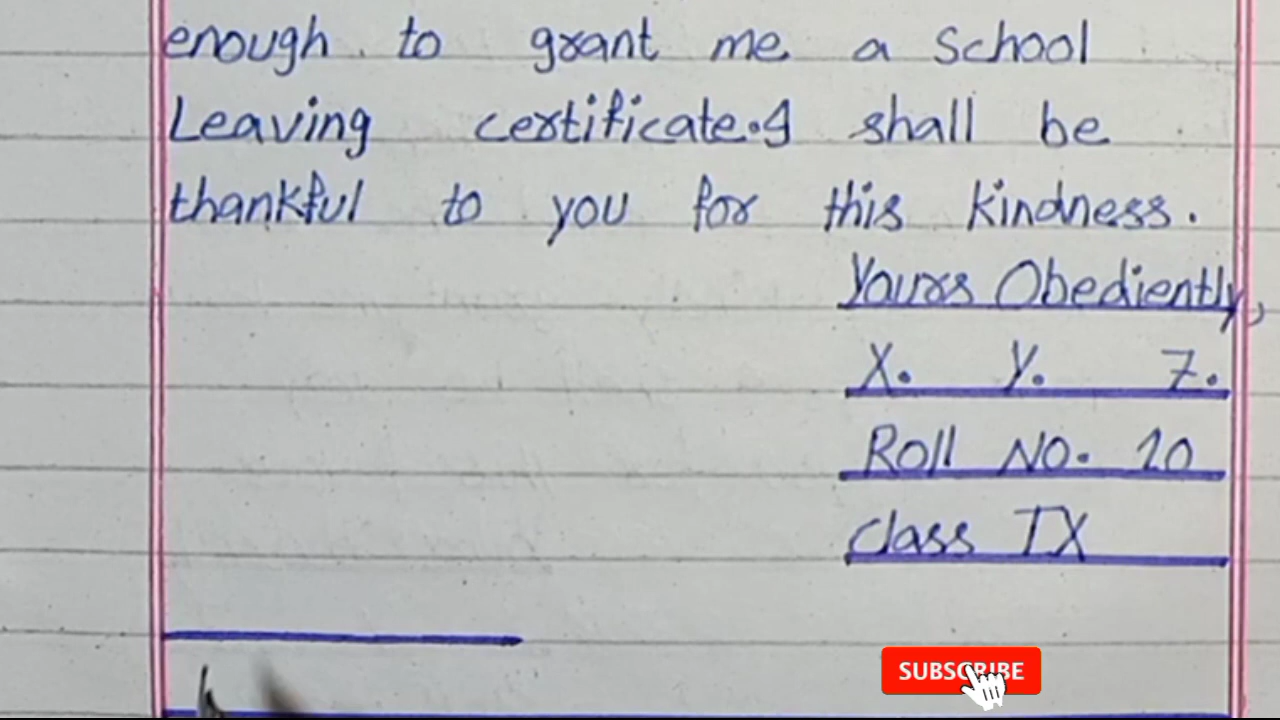 enough to grant me a School
Leaving certificate. I shall be
thankful to you for this kindness.
Yours Obediently,
X. Y. Z.
Roll No. 10
Class IX
SUBSCRIBE